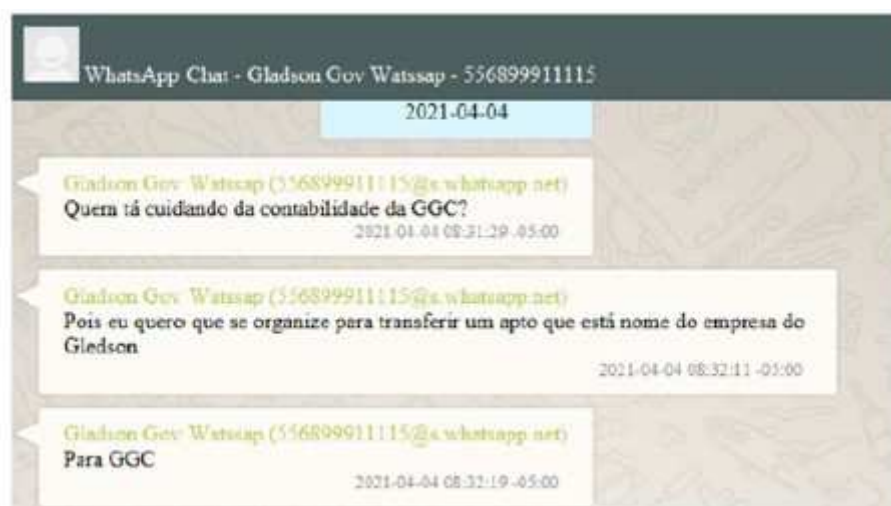 WhatsApp Chat - Gladson Gov Watssap - 556899911115
2021-04-04
Gladson Gov Watssap (556899911115@s.whatsapp.net)
Quem tá cuidando da contabilidade da GGC?
2021-04-04 08:31:29 -05:00
Gladson Gov Watssap (556899911115@s.whatsapp.net)
Pois eu quero que se organize para transferir um apto que está nome do empresa do
Gledson
2021-04-04 08:32:11 -05:00
Gladson Gov Watssap (556899911115@s.whatsapp.net)
Para GGC
2021-04-04 08:32:19 -05:00